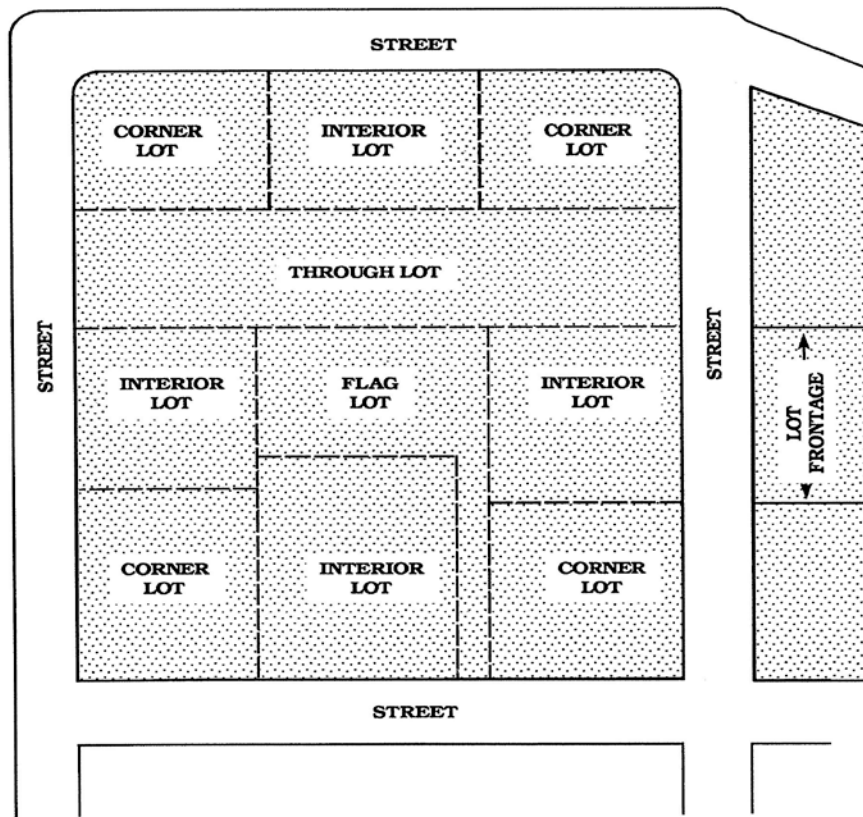 STREET
CORNER
LOT
INTERIOR
LOT
CORNER
LOT
THROUGH LOT
STREET
STREET
INTERIOR
LOT
FLAG
LOT
INTERIOR
LOT
LOT
FRONTAGE
CORNER
LOT
INTERIOR
LOT
CORNER
LOT
STREET